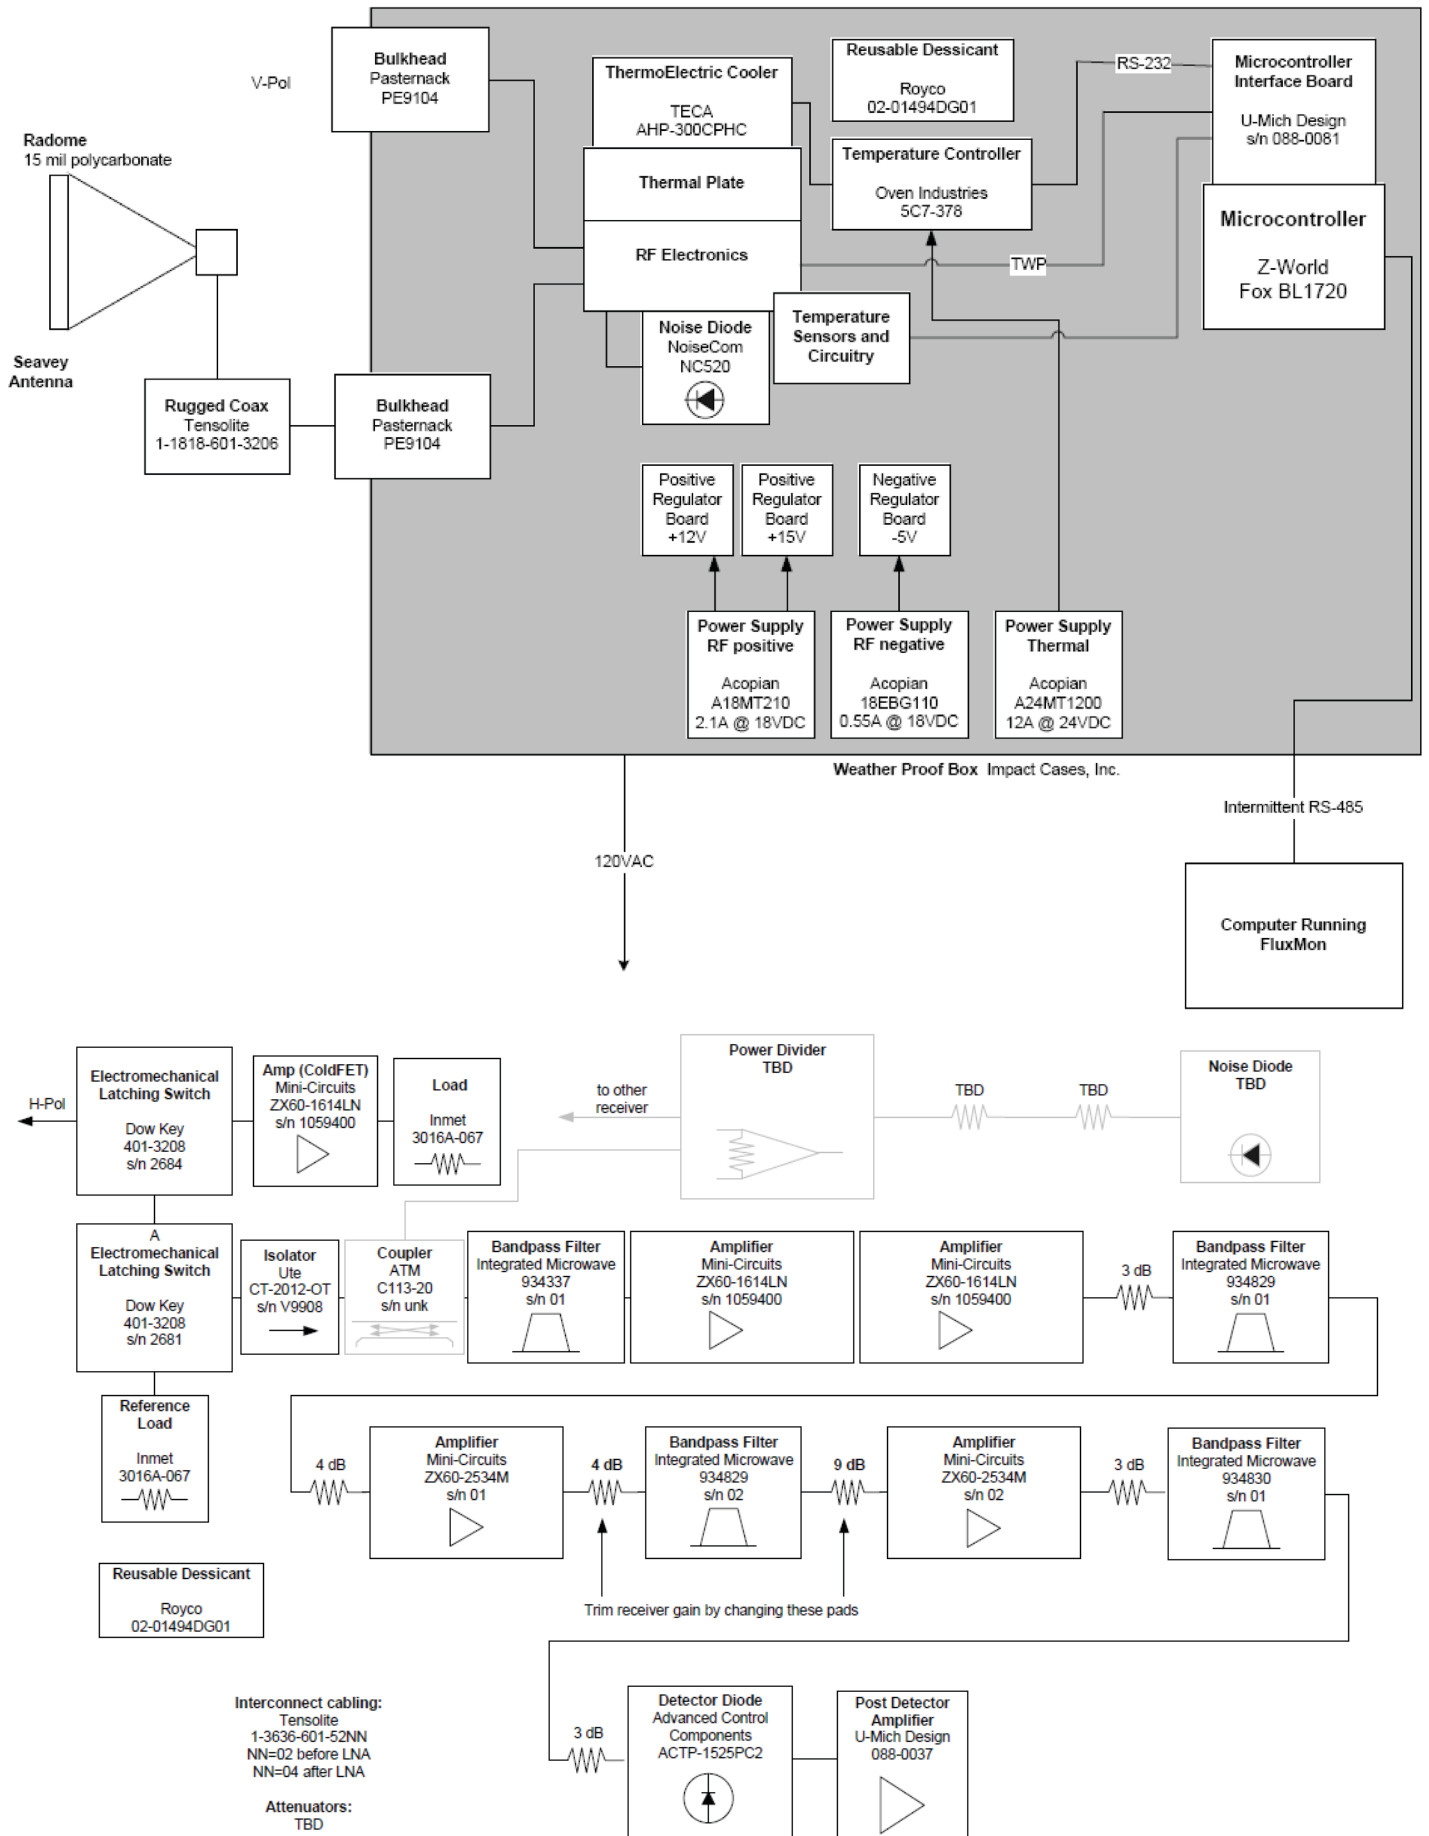 V-Pol
Radome
15 mil polycarbonate
Seavey
Antenna
Rugged Coax
Tensolite
1-1818-601-3206
Bulkhead
Pasternack
PE9104
Bulkhead
Pasternack
PE9104
ThermoElectric Cooler
TECA
AHP-300CPHC
Thermal Plate
RF Electronics
Noise Diode
NoiseCom
NC520
Temperature
Sensors and
Circuitry
Reusable Dessicant
Royco
02-01494DG01
Temperature Controller
Oven Industries
5C7-378
RS-232
TWP
Microcontroller
Interface Board
U-Mich Design
s/n 088-0081
Microcontroller
Z-World
Fox BL1720
Positive
Regulator
Board
+12V
Positive
Regulator
Board
+15V
Negative
Regulator
Board
-5V
Power Supply
RF positive
Acopian
A18MT210
2.1A @ 18VDC
Power Supply
RF negative
Acopian
18EBG110
0.55A @ 18VDC
Power Supply
Thermal
Acopian
A24MT1200
12A @ 24VDC
Weather Proof Box Impact Cases, Inc.
Intermittent RS-485
120VAC
Computer Running
FluxMon
H-Pol
Electromechanical
Latching Switch
Dow Key
401-3208
s/n 2684
Amp (ColdFET)
Mini-Circuits
ZX60-1614LN
s/n 1059400
Load
Inmet
3016A-067
to other
receiver
Power Divider
TBD
TBD
TBD
Noise Diode
TBD
A
Electromechanical
Latching Switch
Dow Key
401-3208
s/n 2681
Isolator
Ute
CT-2012-OT
s/n V9908
Coupler
ATM
C113-20
s/n unk
Bandpass Filter
Integrated Microwave
934337
s/n 01
Amplifier
Mini-Circuits
ZX60-1614LN
s/n 1059400
Amplifier
Mini-Circuits
ZX60-1614LN
s/n 1059400
3 dB
Bandpass Filter
Integrated Microwave
934829
s/n 01
Reference
Load
Inmet
3016A-067
4 dB
Amplifier
Mini-Circuits
ZX60-2534M
s/n 01
4 dB
Bandpass Filter
Integrated Microwave
934829
s/n 02
9 dB
Amplifier
Mini-Circuits
ZX60-2534M
s/n 02
3 dB
Bandpass Filter
Integrated Microwave
934830
s/n 01
Trim receiver gain by changing these pads
Reusable Dessicant
Royco
02-01494DG01
Interconnect cabling:
Tensolite
1-3636-601-52NN
NN=02 before LNA
NN=04 after LNA
Attenuators:
TBD
3 dB
Detector Diode
Advanced Control
Components
ACTP-1525PC2
Post Detector
Amplifier
U-Mich Design
088-0037